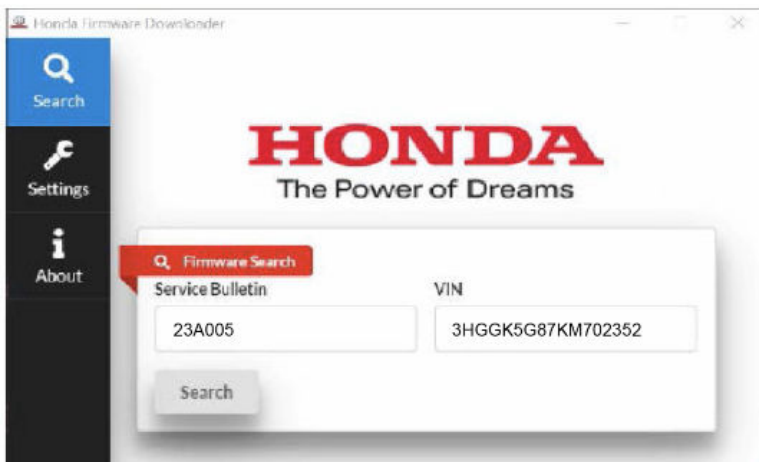 Honda Firmware Downloader
Search
HONDA
The Power of Dreams
Settings
About
Firmware Search
Service Bulletin
VIN
23A005
3HGGK5G87KM702352
Search